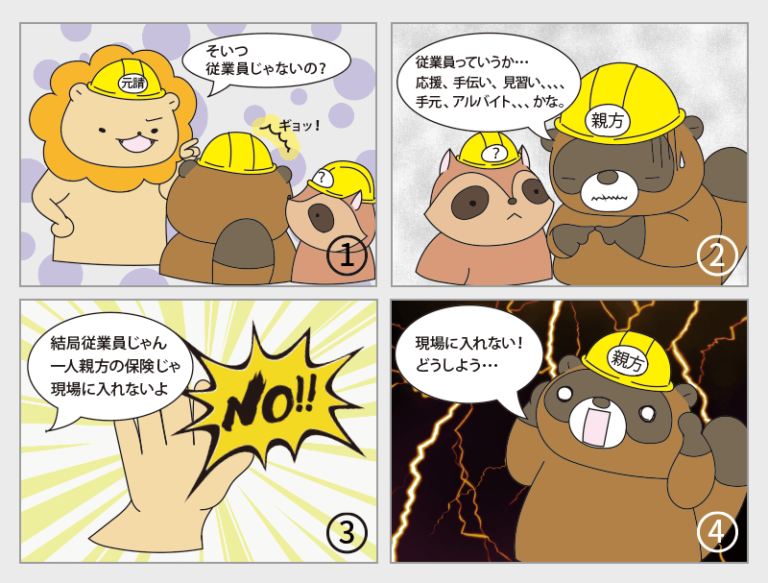 そいつ
従業員じゃないの？
元請
ギョッ！
？
①
従業員っていうか…
応援、手伝い、見習い、、、、
手元、アルバイト、、、かな。
親方
？
②
結局従業員じゃん
一人親方の保険じゃ
現場に入れないよ
NO!!
③
現場に入れない！
どうしよう…
親方
④